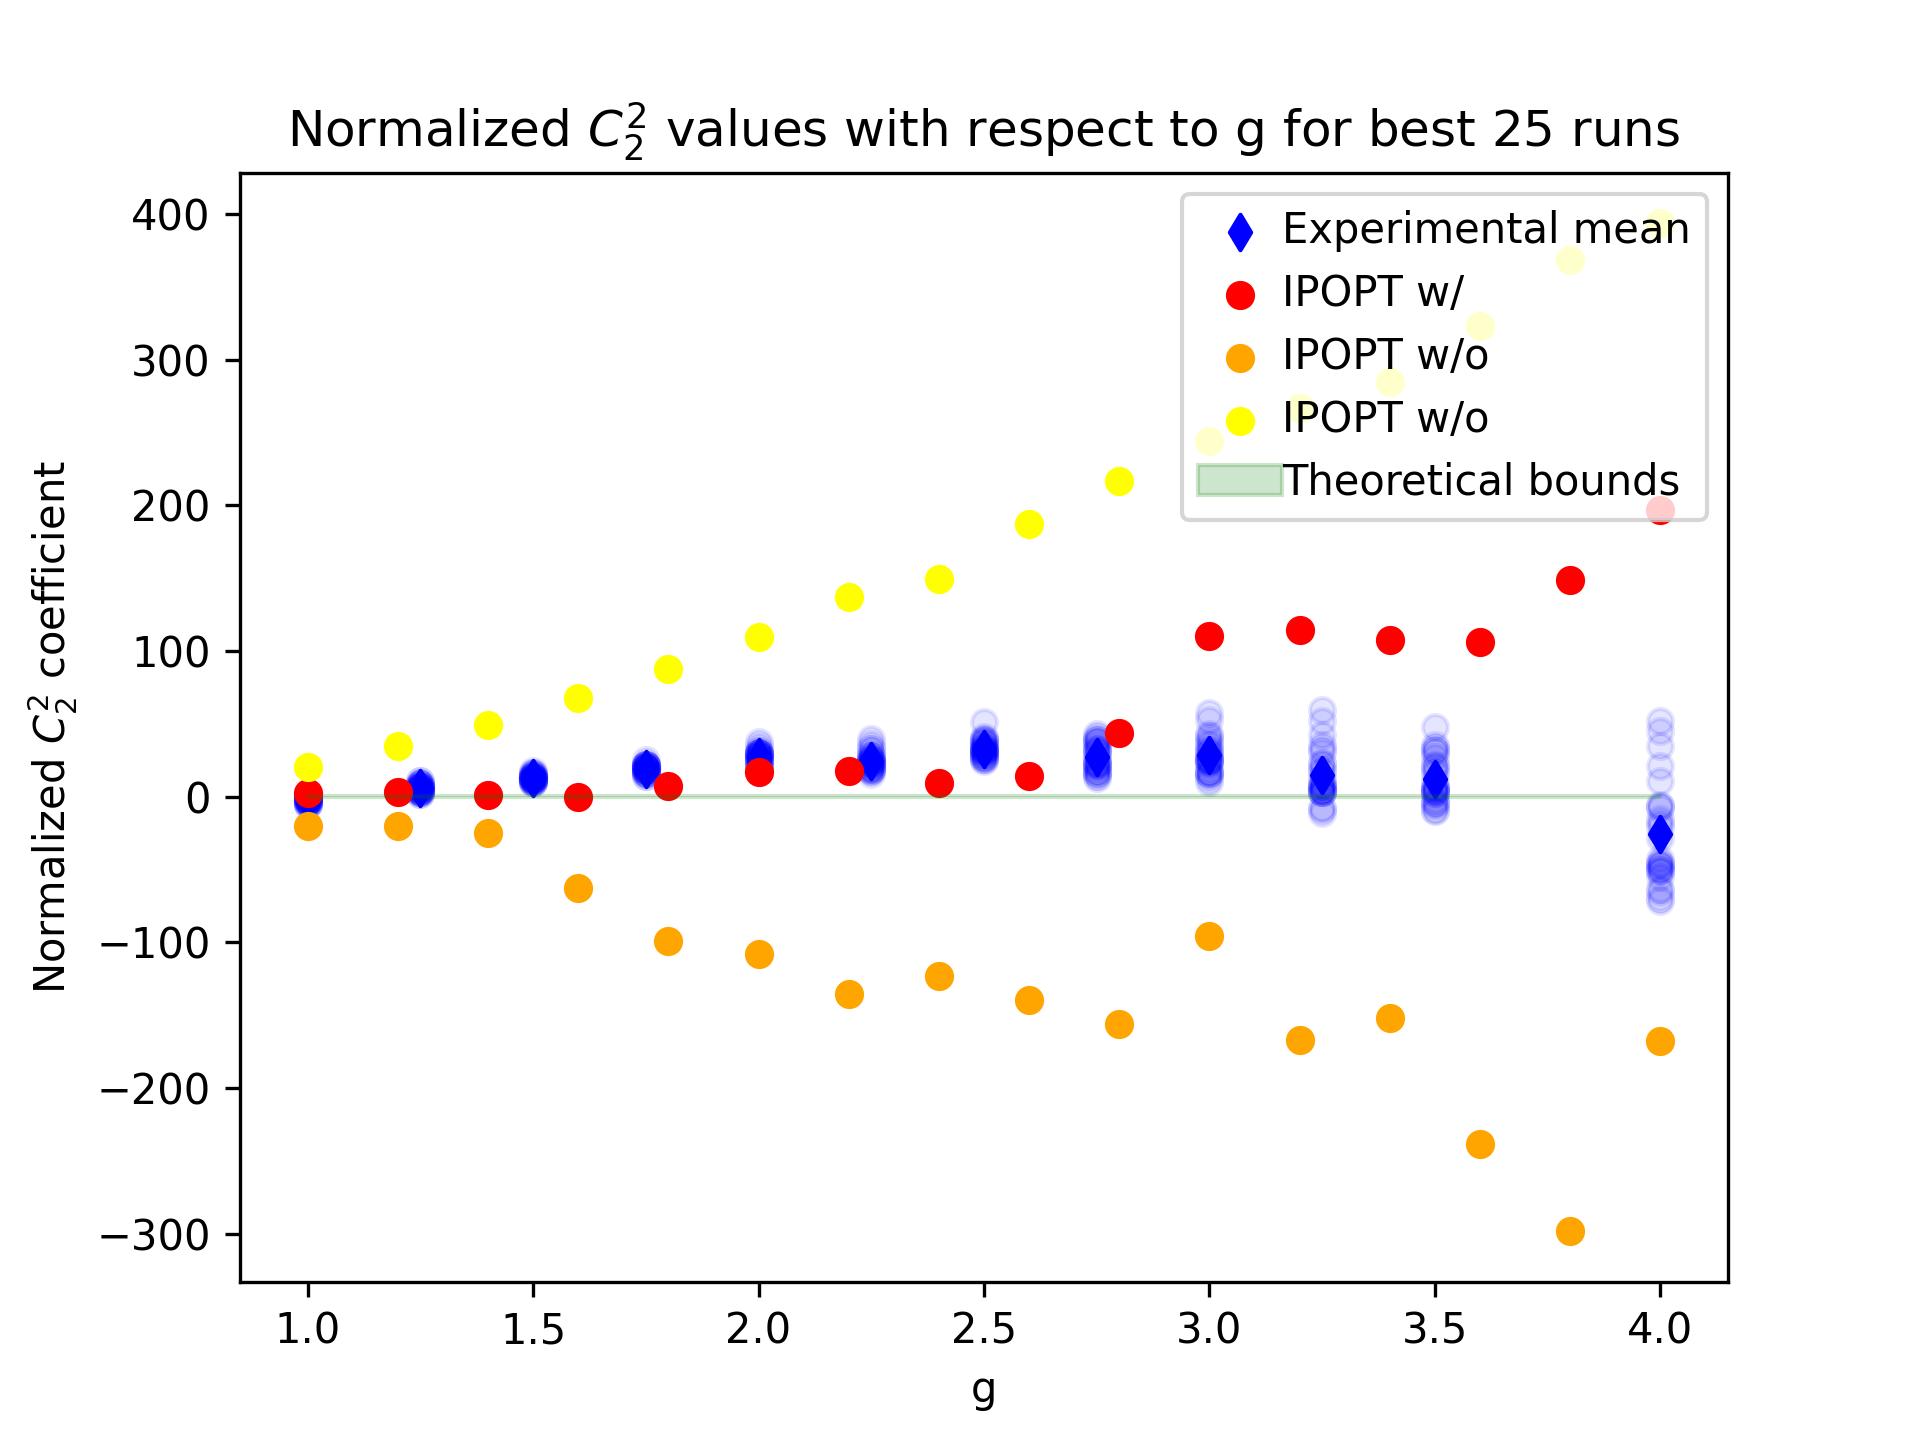 Normalized $C_2^2$ values with respect to g for best 25 runs
Normalized $C_2^2$ coefficient
400
300
200
100
0
−100
−200
−300
Experimental mean
IPOPT w/
IPOPT w/o
IPOPT w/o
Theoretical bounds
1.0 1.5 2.0 2.5 3.0 3.5 4.0
g